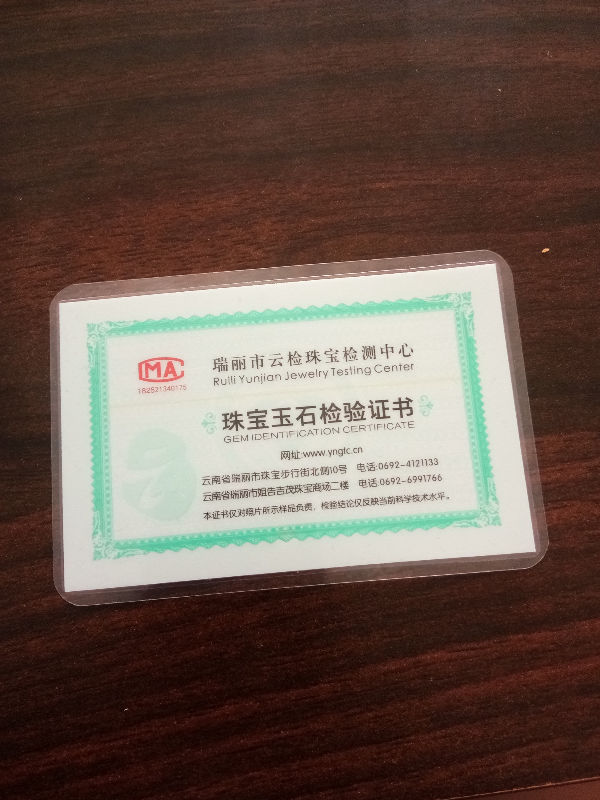 MA
182521340175
瑞丽市云检珠宝检测中心
Ruili Yunjian Jewelry Testing Center
珠宝玉石检验证书
GEM IDENTIFICATION CERTIFICATE
网址:www.yngtc.cn
云南省瑞丽市珠宝步行街北侧10号 电话:0692-4121133
云南省瑞丽市姐告吉茂珠宝商场二楼 电话:0692-6991766
本证书仅对照片所示样品负责，检验结论仅反映当前科学技术水平。